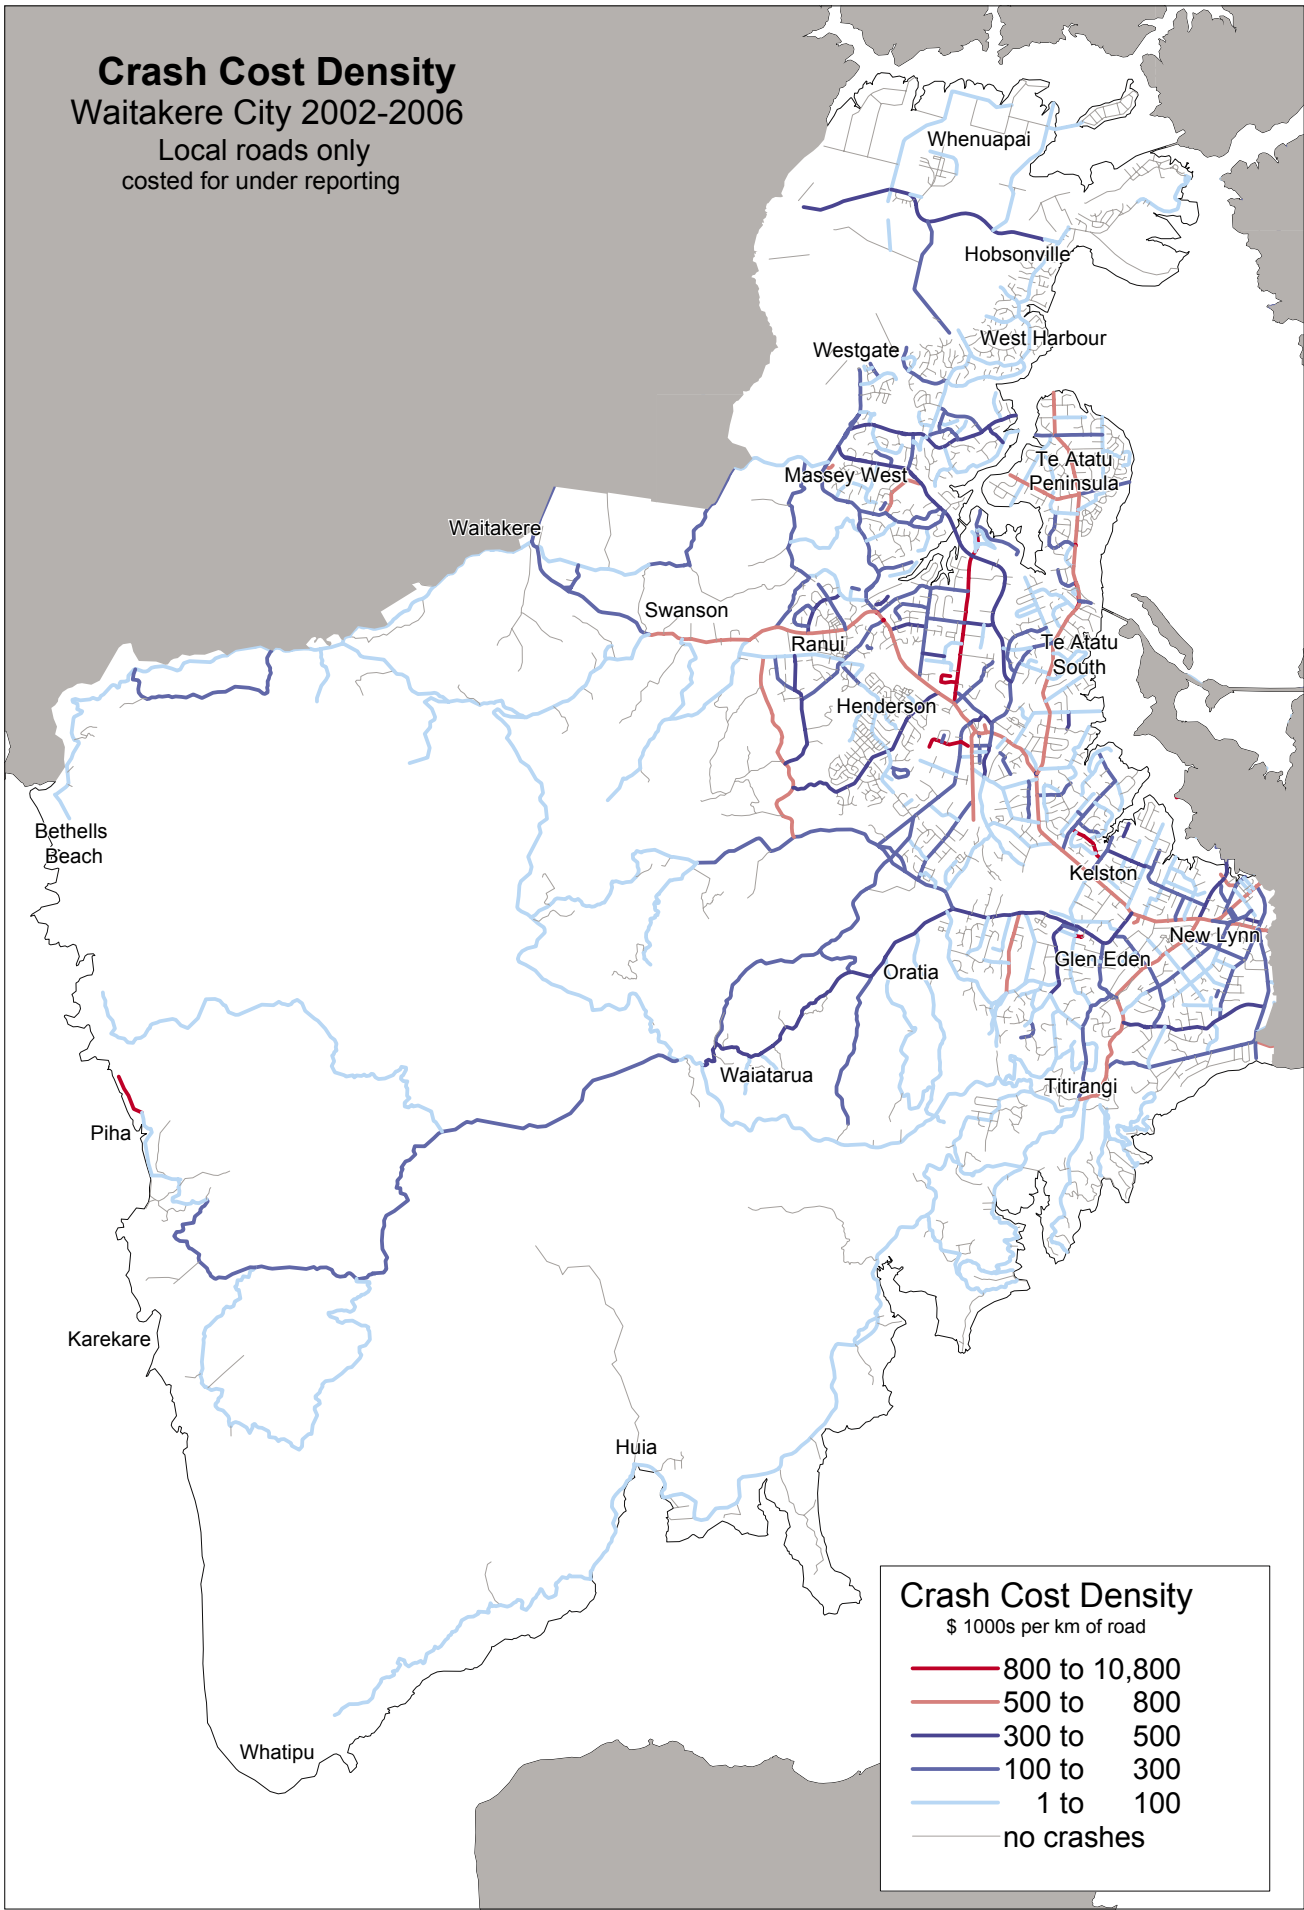 Crash Cost Density
Waitakere City 2002-2006
Local roads only
costed for under reporting
Whenuapai
Hobsonville
West Harbour
Westgate
Te Atatu
Peninsula
Massey West
Waitakere
Swanson
Ranui
Te Atatu
South
Henderson
Bethells
Beach
Kelston
New Lynn
Glen Eden
Oratia
Waiatarua
Titirangi
Piha
Karekare
Huia
Whatipu
Crash Cost Density
$ 1000s per km of road
800 to 10,800
500 to 800
300 to 500
100 to 300
1 to 100
no crashes